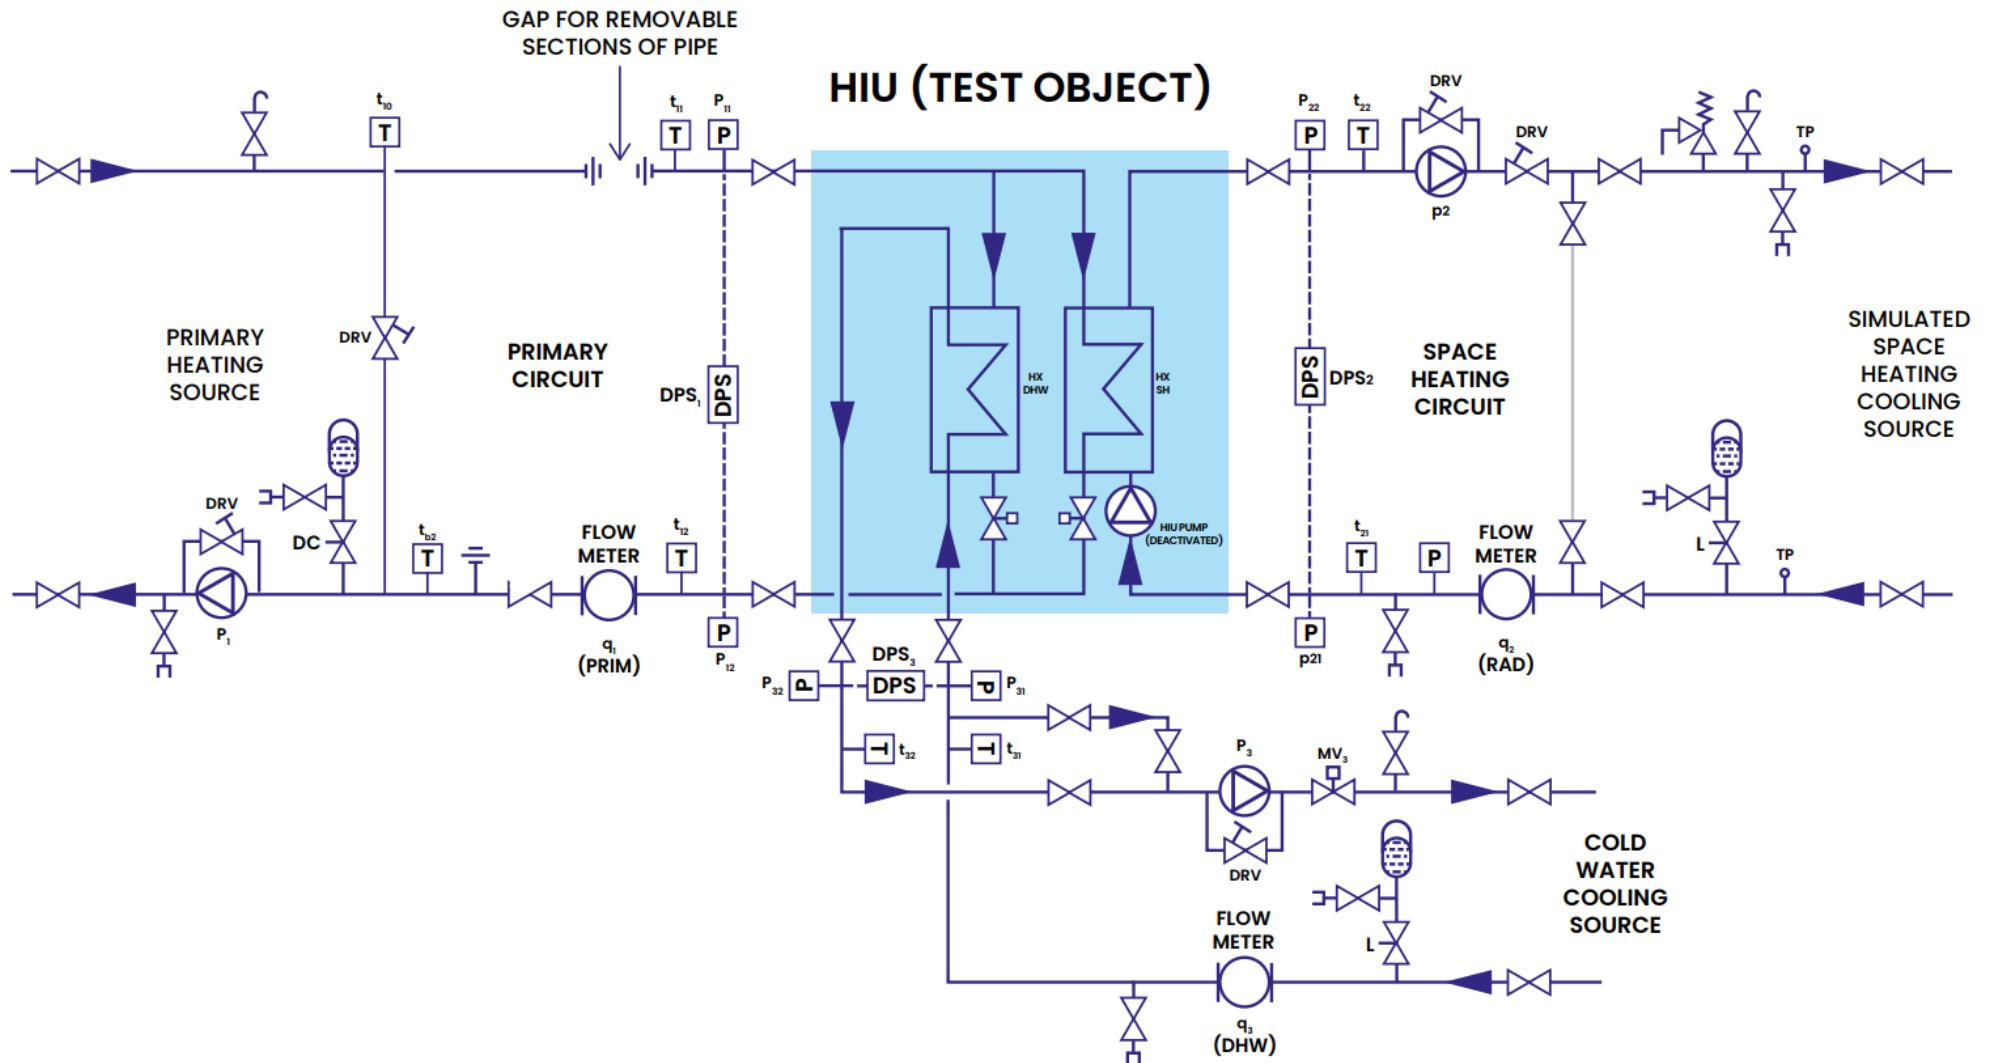 GAP FOR REMOVABLE
SECTIONS OF PIPE
HIU (TEST OBJECT)
t10
T
t11
T
P11
P
P22
P
t22
T
DRV
DRV
p2
TP
PRIMARY
HEATING
SOURCE
DRV
PRIMARY
CIRCUIT
DPS1
DPS
HX
DHW
HX
SH
DPS
DPS2
SPACE
HEATING
CIRCUIT
SIMULATED
SPACE
HEATING
COOLING
SOURCE
DRV
DC
P1
tb2
T
FLOW
METER
q1
(PRIM)
t12
T
P
P12
HIU PUMP
(DEACTIVATED)
t21
T
P
P
p21
FLOW
METER
q2
(RAD)
L
TP
DPS3
P32
P
DPS
P
P31
T
t32
T
t31
P3
DRV
MV3
COLD
WATER
COOLING
SOURCE
FLOW
METER
q3
(DHW)
L